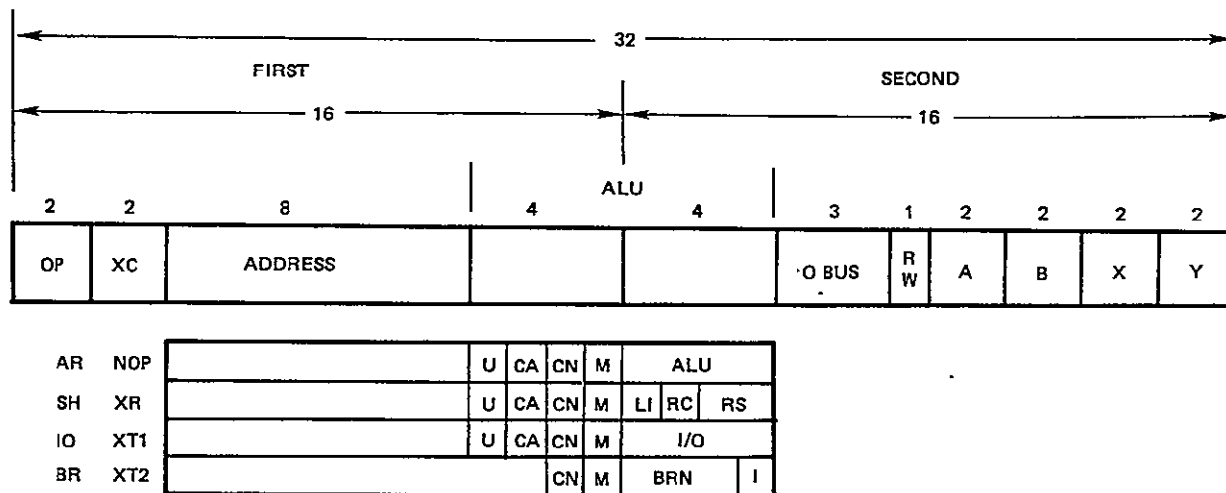 32
FIRST SECOND
16 16
ALU
2 2 8 4 4 3 1 2 2 2 2
OP XC ADDRESS O BUS RW A B X Y
AR NOP U CA CN M ALU
SH XR U CA CN M LI RC RS
IO XT1 U CA CN M I/O
BR XT2 CN M BRN I